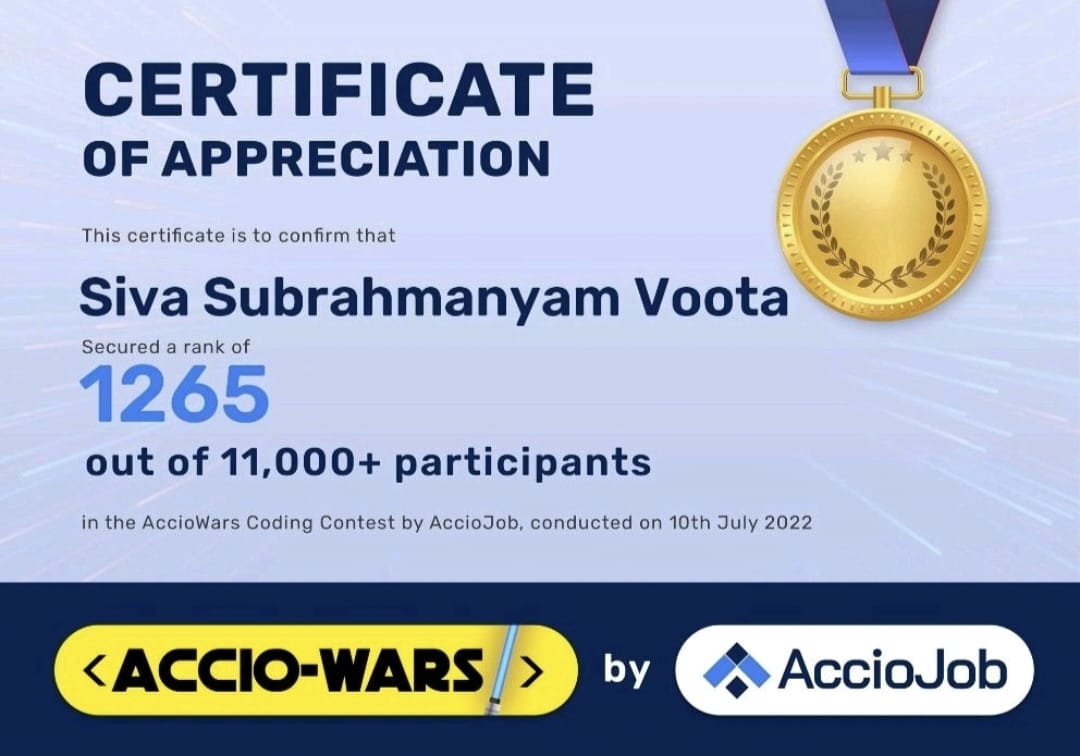 CERTIFICATE
OF APPRECIATION
This certificate is to confirm that
Siva Subrahmanyam Voota
Secured a rank of
1265
out of 11,000+ participants
in the AccioWars Coding Contest by AccioJob, conducted on 10th July 2022
<ACCIO-WARS/> by AccioJob